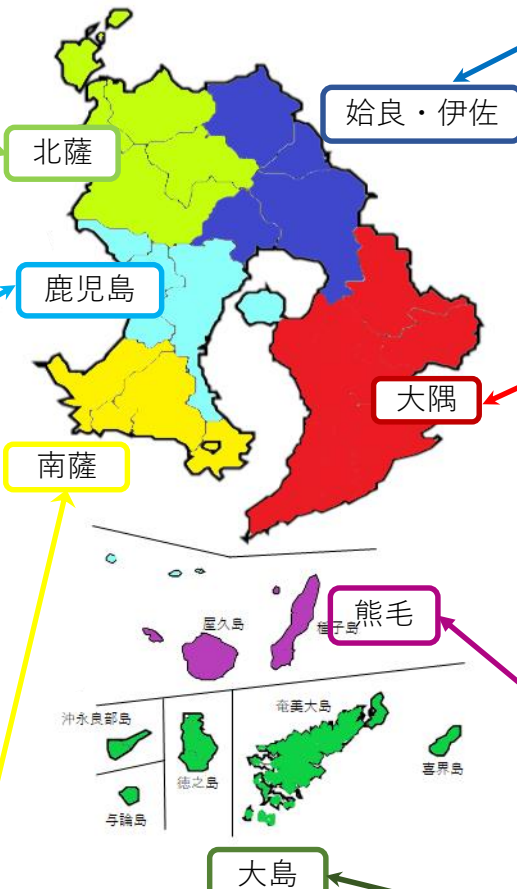 姶良・伊佐
北薩
鹿児島
大隅
南薩
熊毛
屋久島
種子島
沖永良部島
奄美大島
徳之島
喜界島
与論島
大島